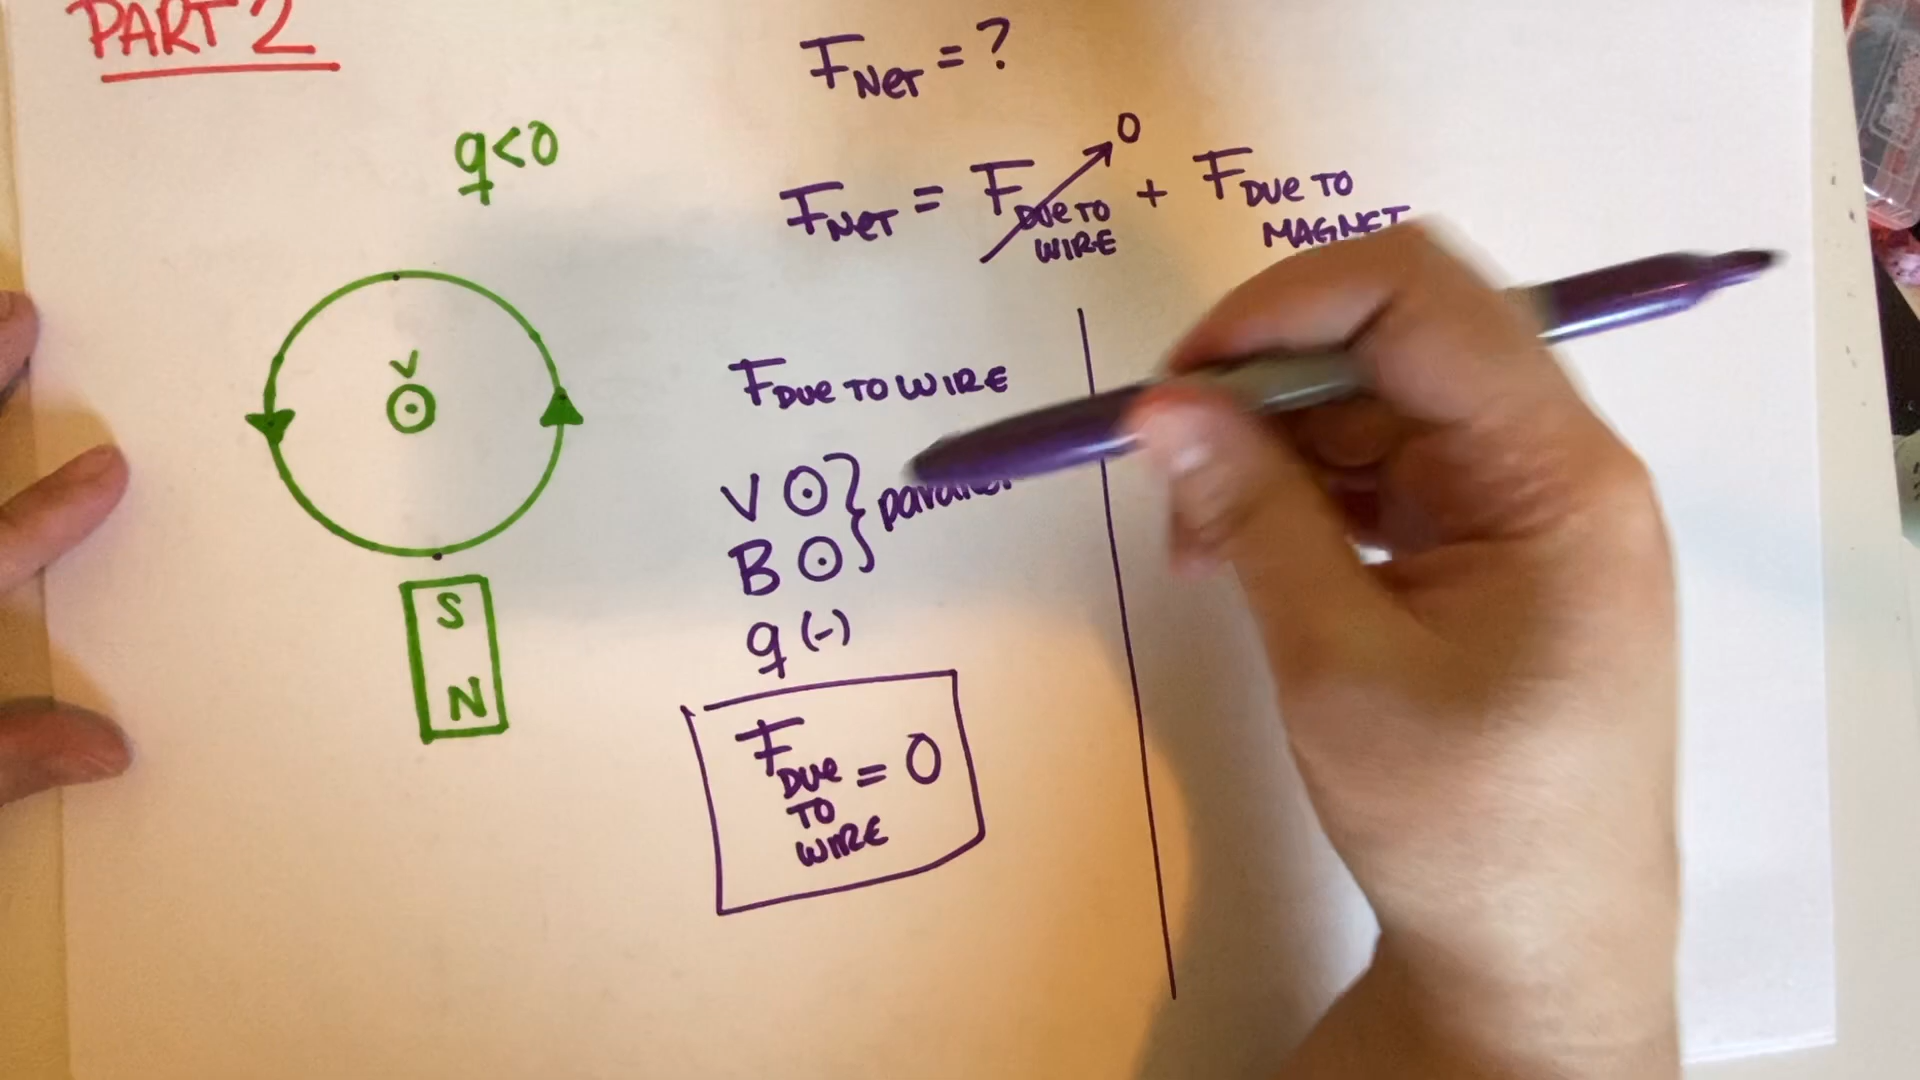 PART 2
FNET = ?
q<0
FNET = FDUE TO WIRE 0 + FDUE TO MAGNET
V
FDUE TO WIRE
V ⊙
B ⊙
q (-)
S
N
FDUE TO WIRE = 0